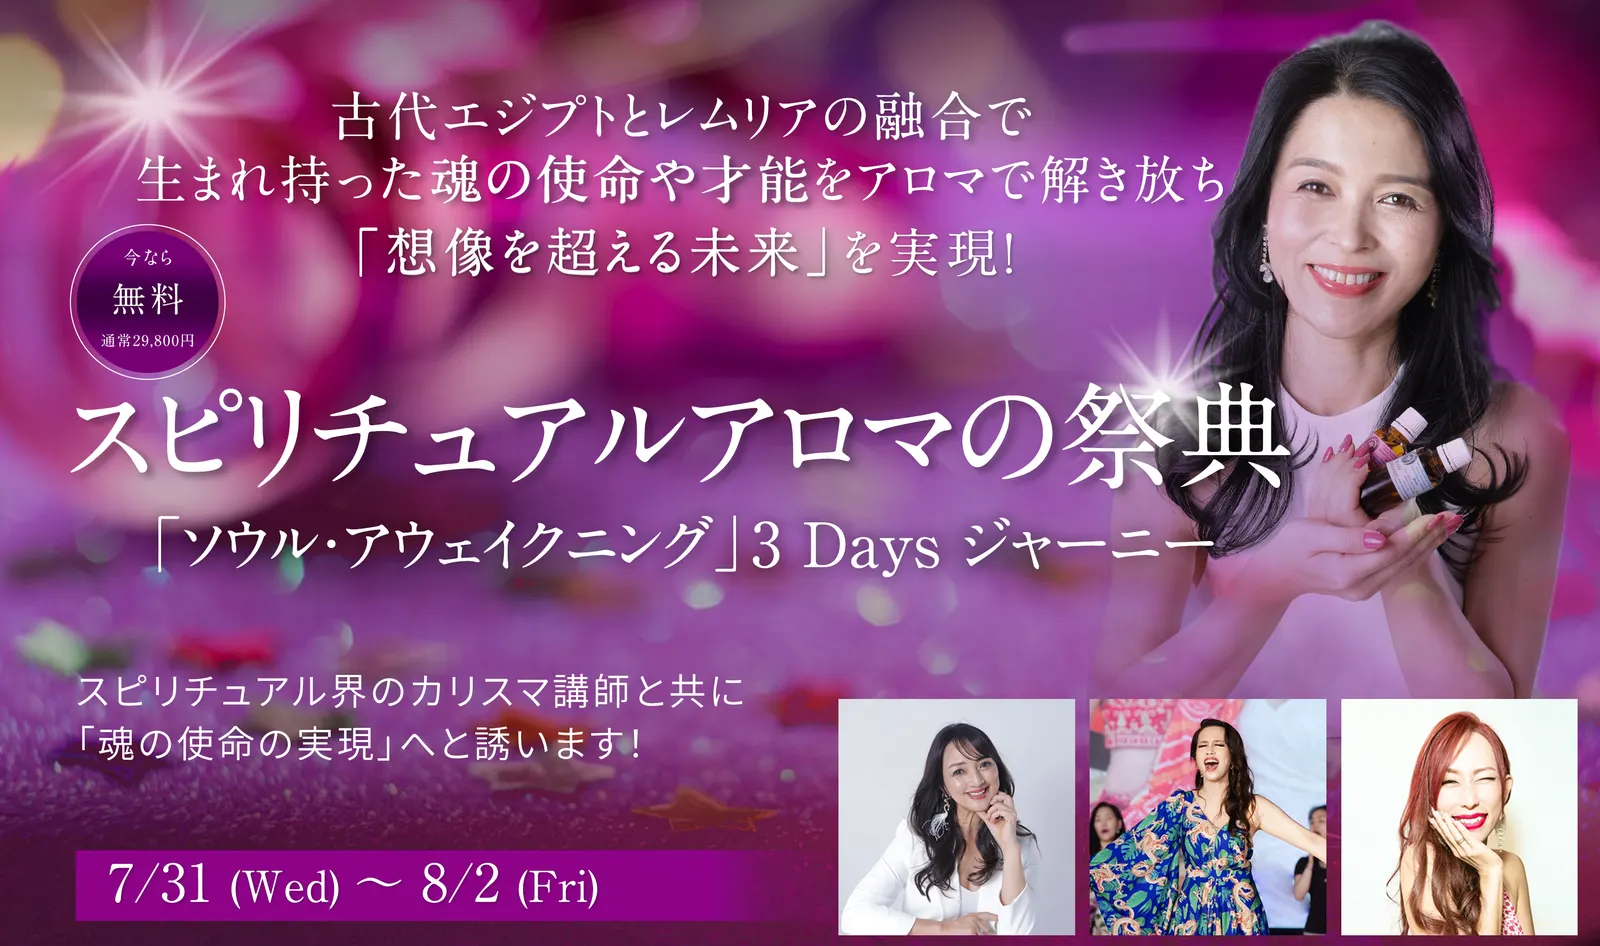 古代エジプトとレムリアの融合で
生まれ持った魂の使命や才能をアロマで解き放ち
「想像を超える未来」を実現!
今なら
無料
通常29,800円
スピリチュアルアロマの祭典
「ソウル・アウェイクニング」3 Days ジャーニー
スピリチュアル界のカリスマ講師と共に
「魂の使命の実現」へと誘います!
7/31 (Wed) ～ 8/2 (Fri)